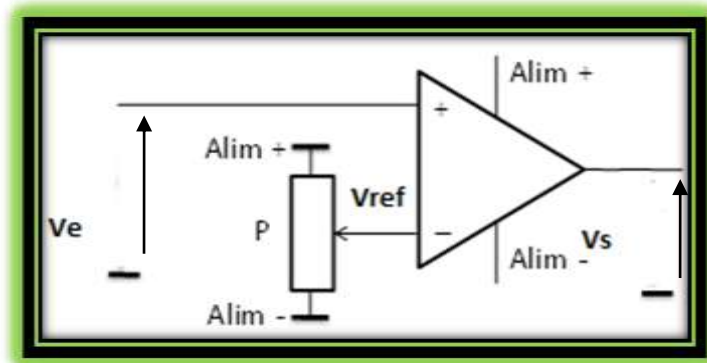 Alim +
+
Alim +
Vref
Ve
P
−
Vs
Alim -
Alim -